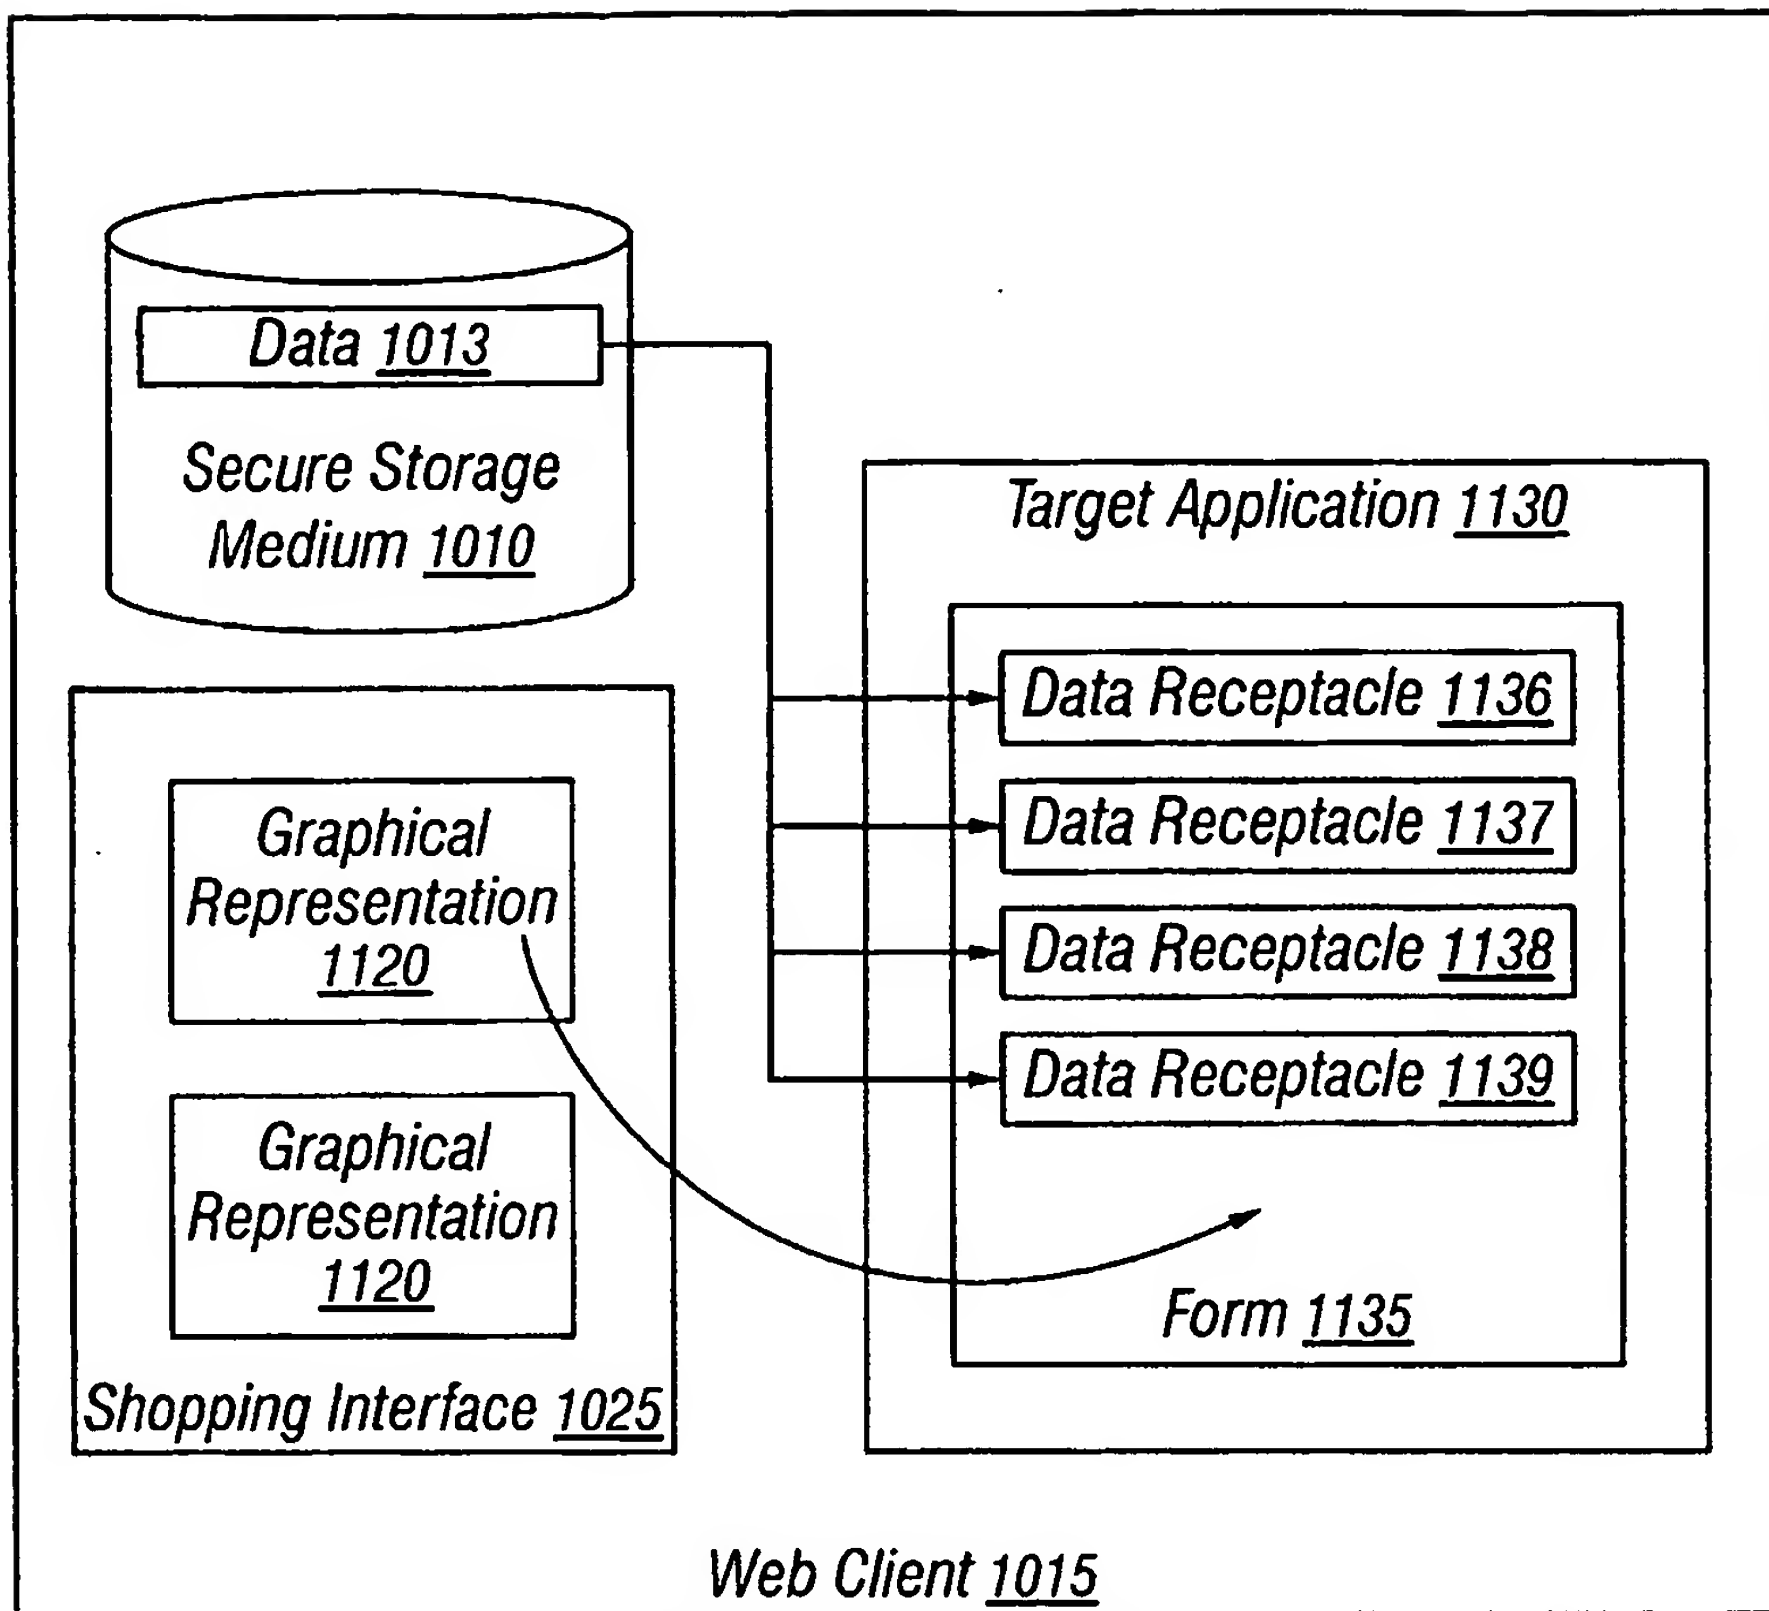 Data 1013
Secure Storage
Medium 1010
Target Application 1130
Data Receptacle 1136
Data Receptacle 1137
Data Receptacle 1138
Data Receptacle 1139
Form 1135
Graphical
Representation
1120
Graphical
Representation
1120
Shopping Interface 1025
Web Client 1015